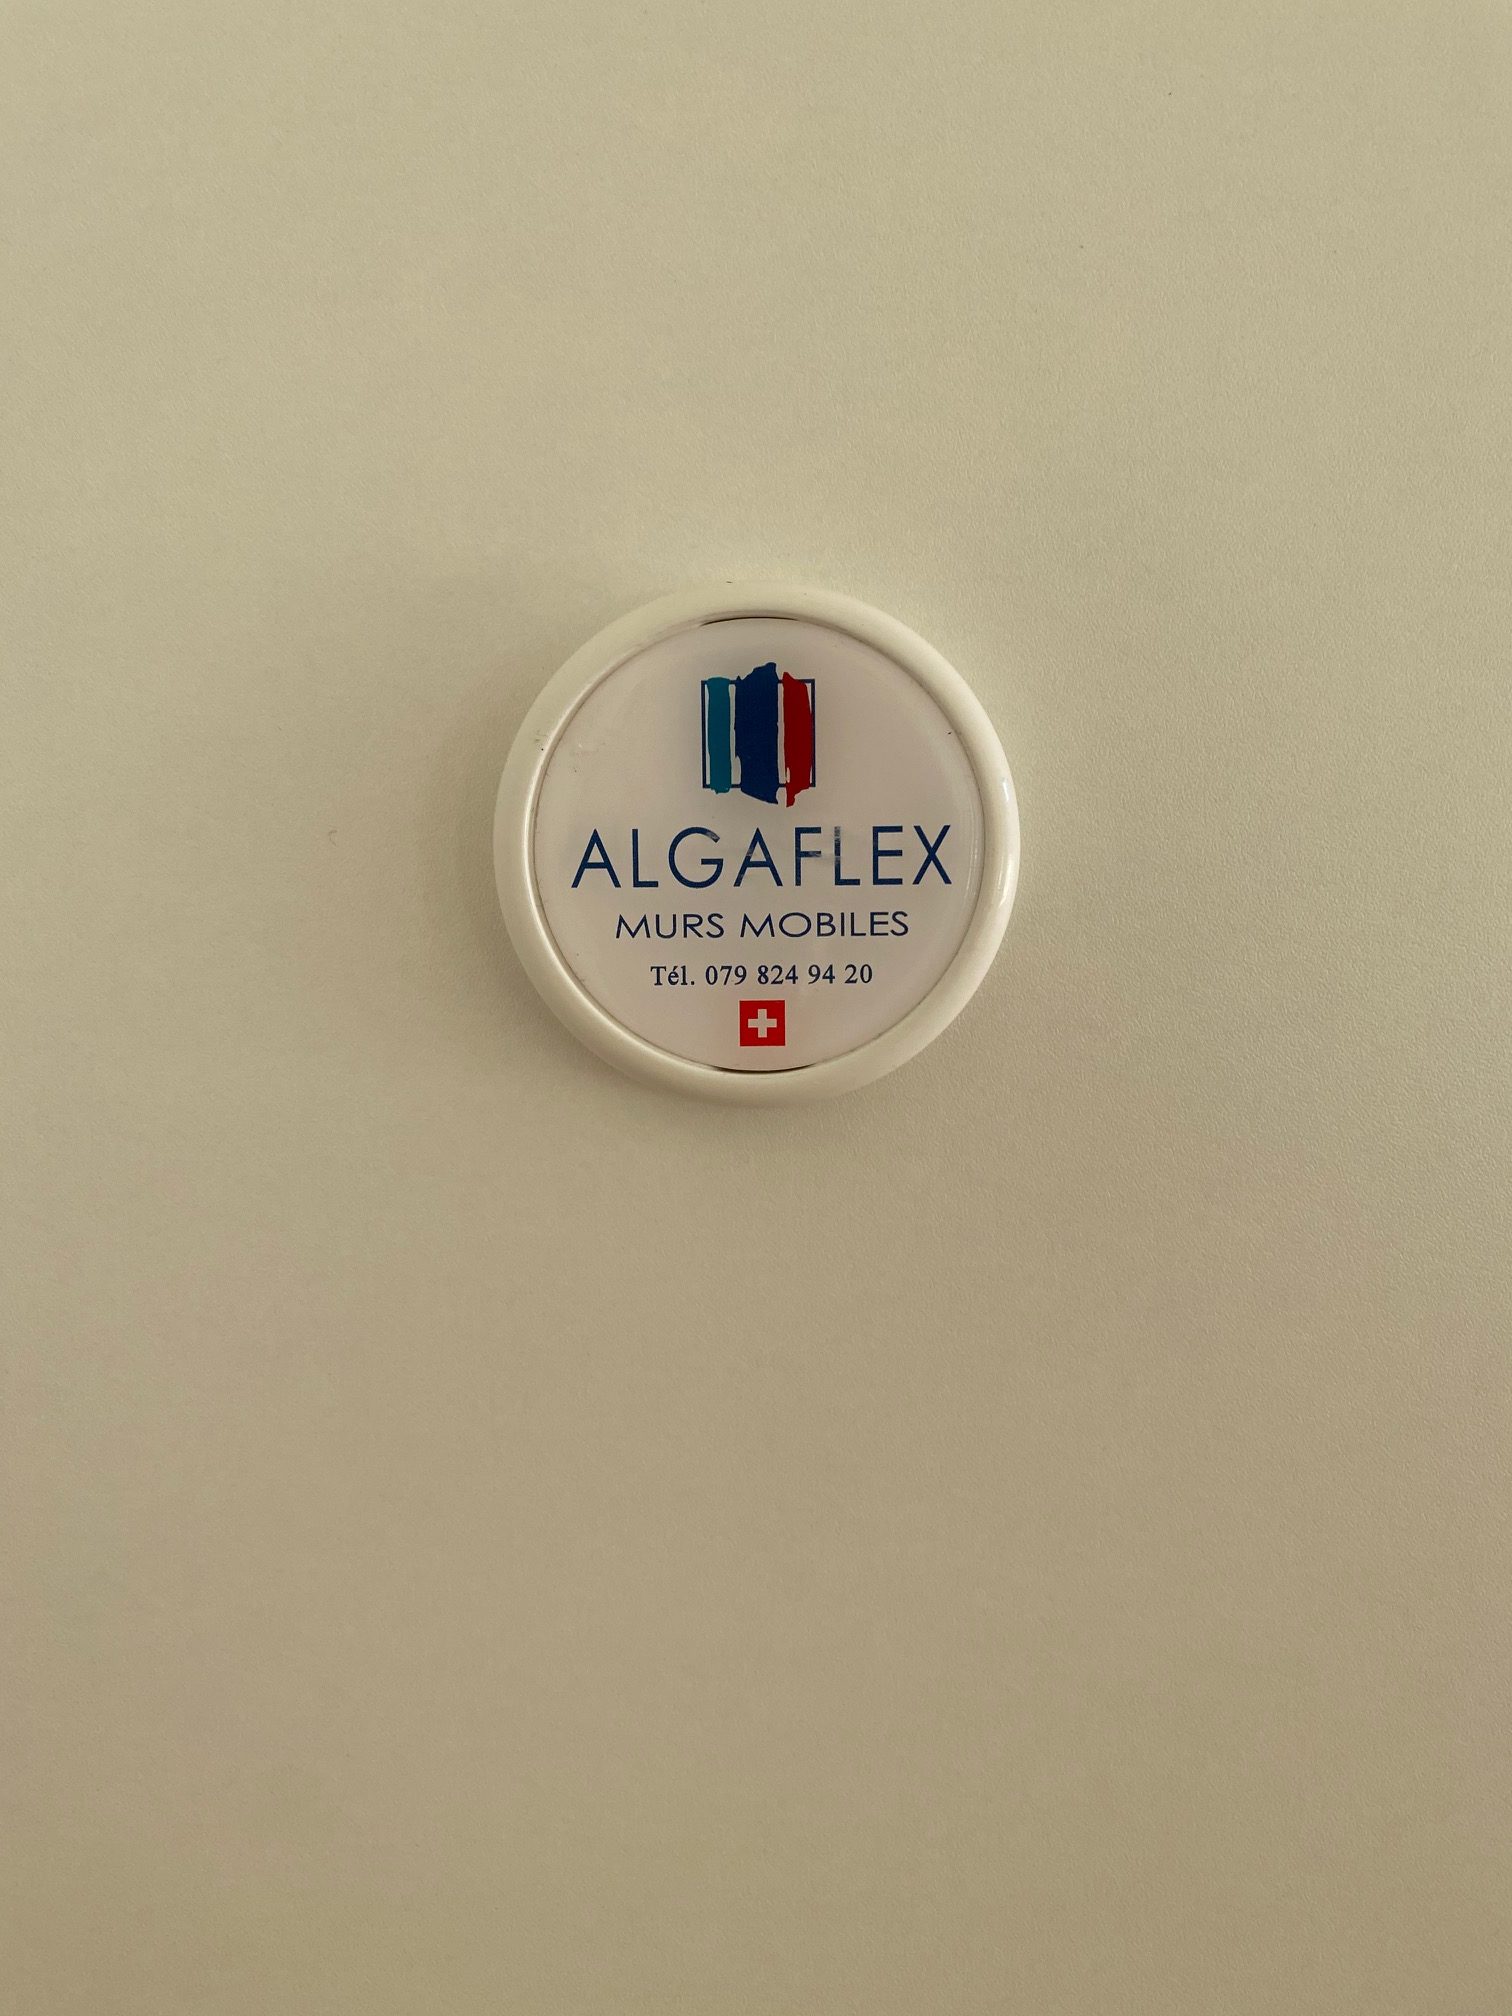 ALGAFLEX
MURS MOBILES
Tél. 079 824 94 20